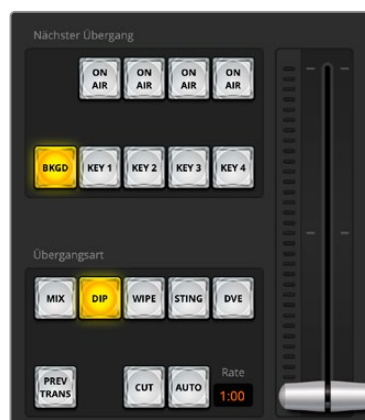 Nächster Übergang
ON AIR ON AIR ON AIR ON AIR
BKGD KEY 1 KEY 2 KEY 3 KEY 4
Übergangsart
MIX DIP WIPE STING DVE
Rate
PREV TRANS CUT AUTO 1:00